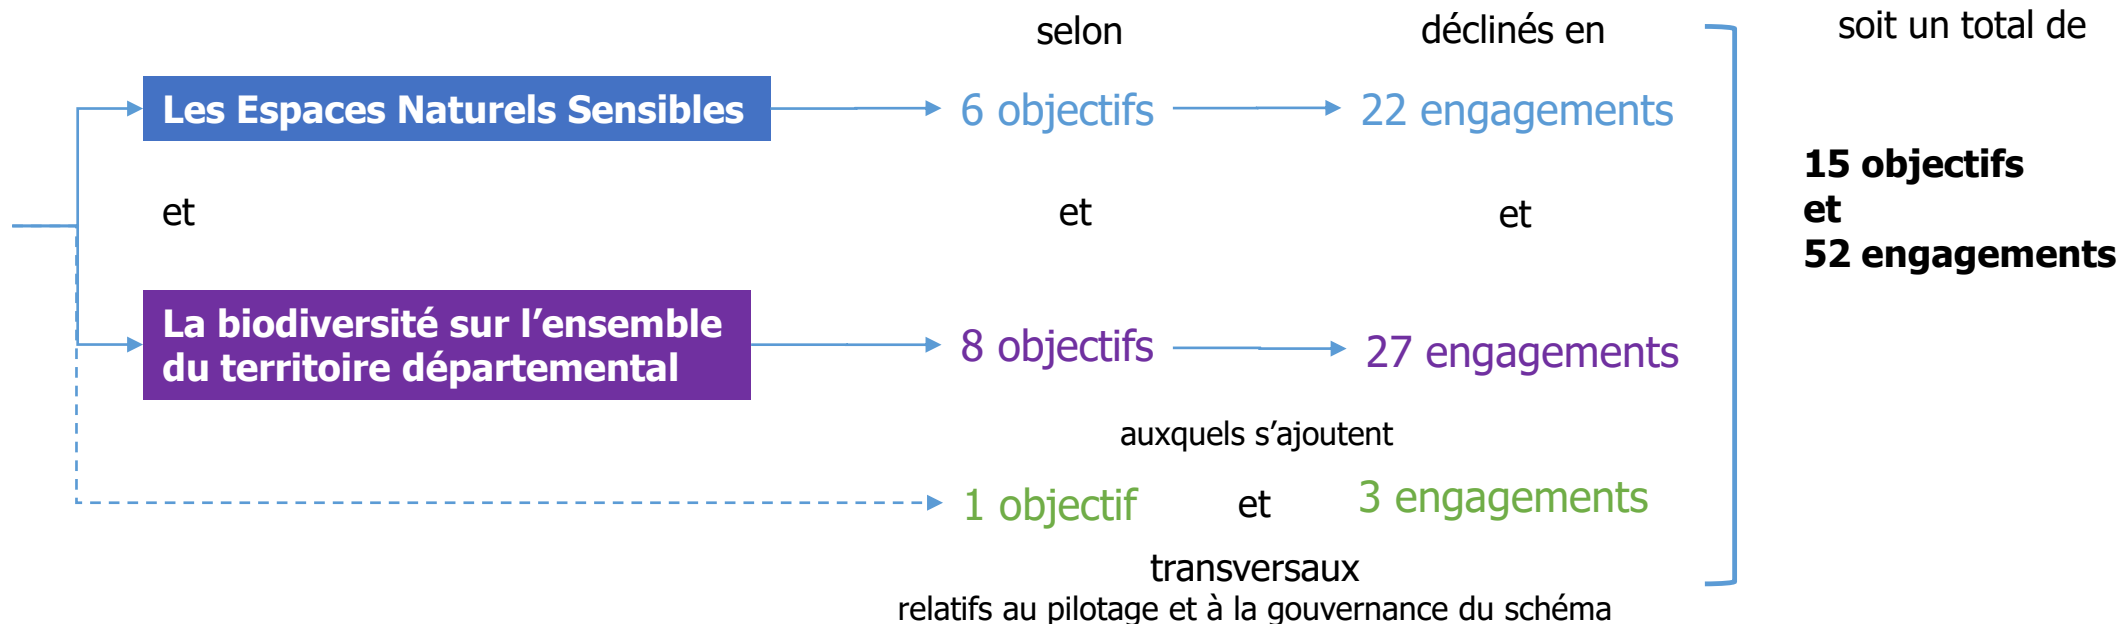 selon
déclinés en
soit un total de
Les Espaces Naturels Sensibles
6 objectifs
22 engagements
15 objectifs
et
52 engagements
et
et
et
La biodiversité sur l’ensemble
du territoire départemental
8 objectifs
27 engagements
auxquels s’ajoutent
1 objectif
et
3 engagements
transversaux
relatifs au pilotage et à la gouvernance du schéma